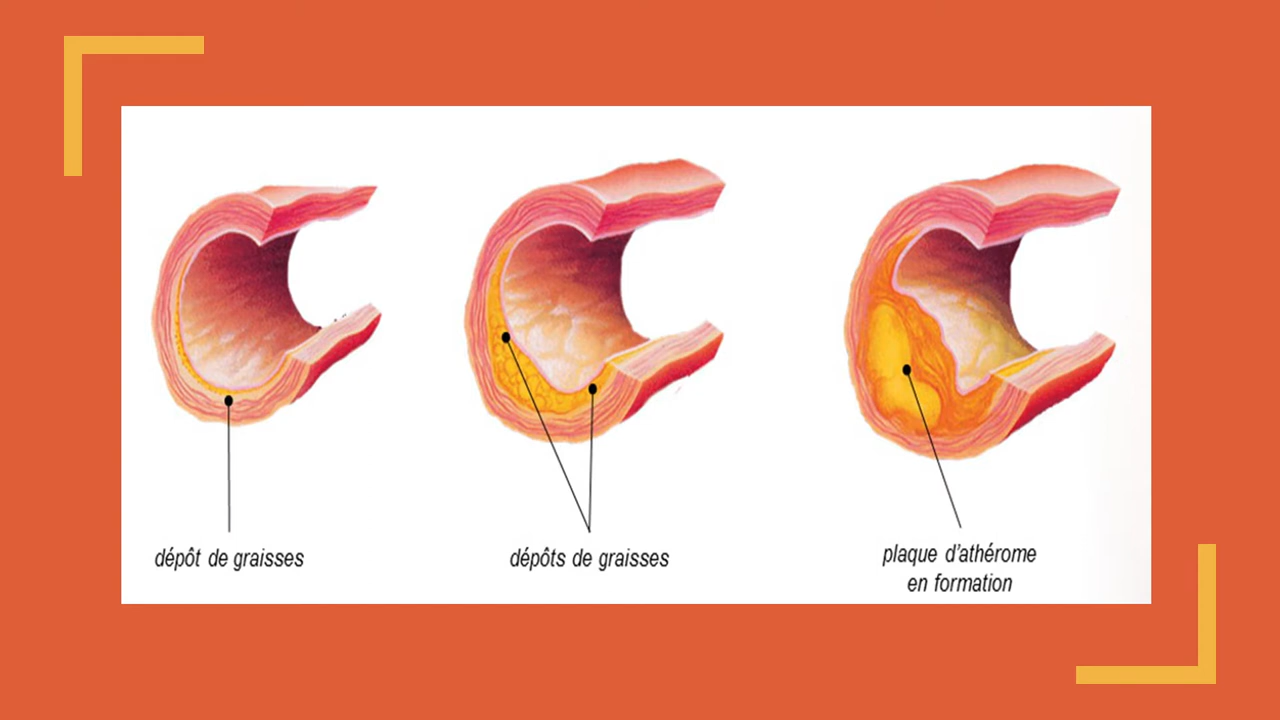 dépôt de graisses
dépôts de graisses
plaque d'athérome
en formation